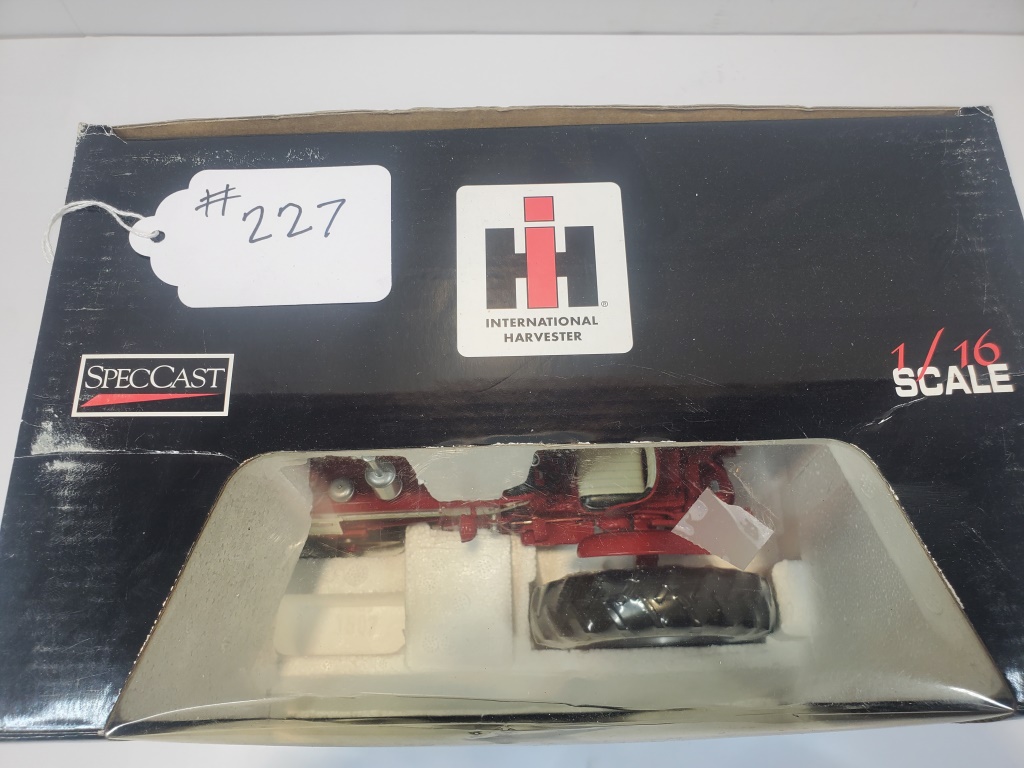 #227
IH®
INTERNATIONAL
HARVESTER
SPECCAST
1/16
SCALE